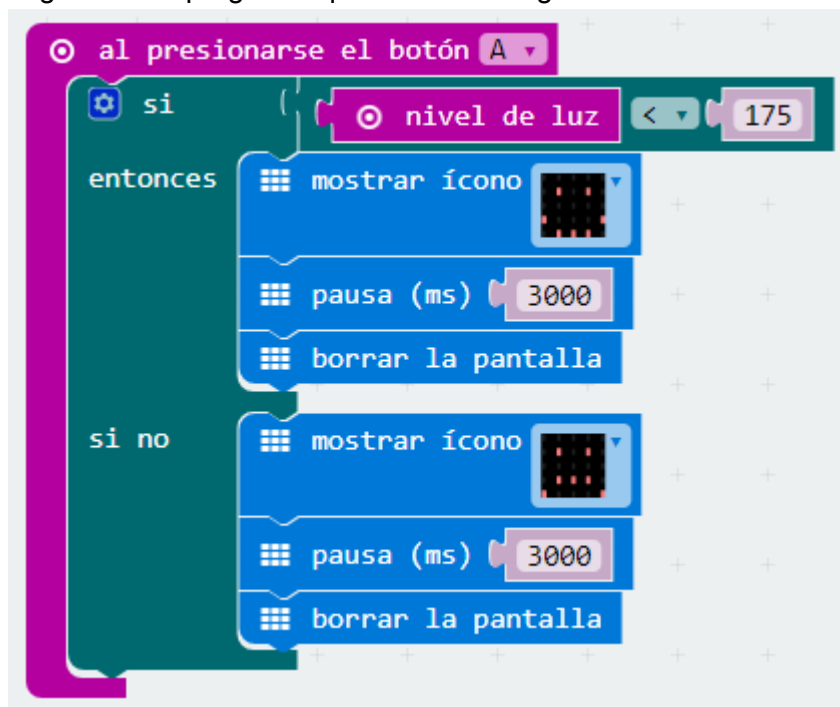 al presionarse el botón A
si nivel de luz < 175
entonces mostrar ícono
pausa (ms) 3000
borrar la pantalla
si no mostrar ícono
pausa (ms) 3000
borrar la pantalla